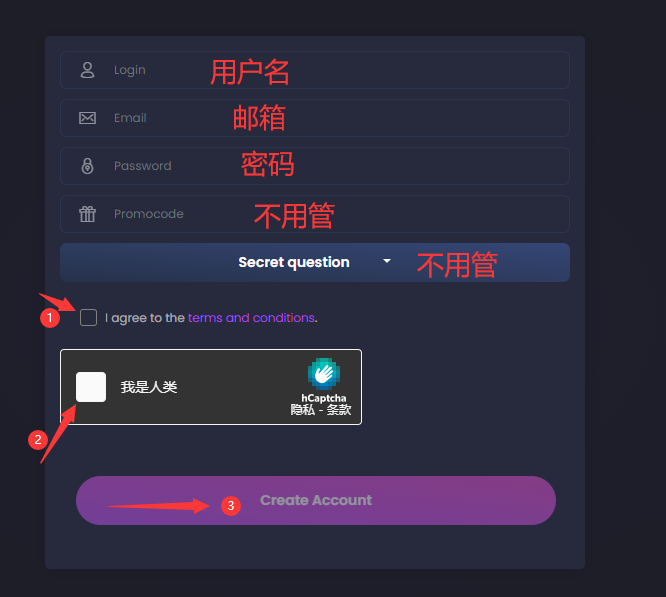 Login 用户名
Email 邮箱
Password 密码
Promocode 不用管
Secret question 不用管
1 I agree to the terms and conditions.
我是人类
hCaptcha
隐私 - 条款
2
3 Create Account